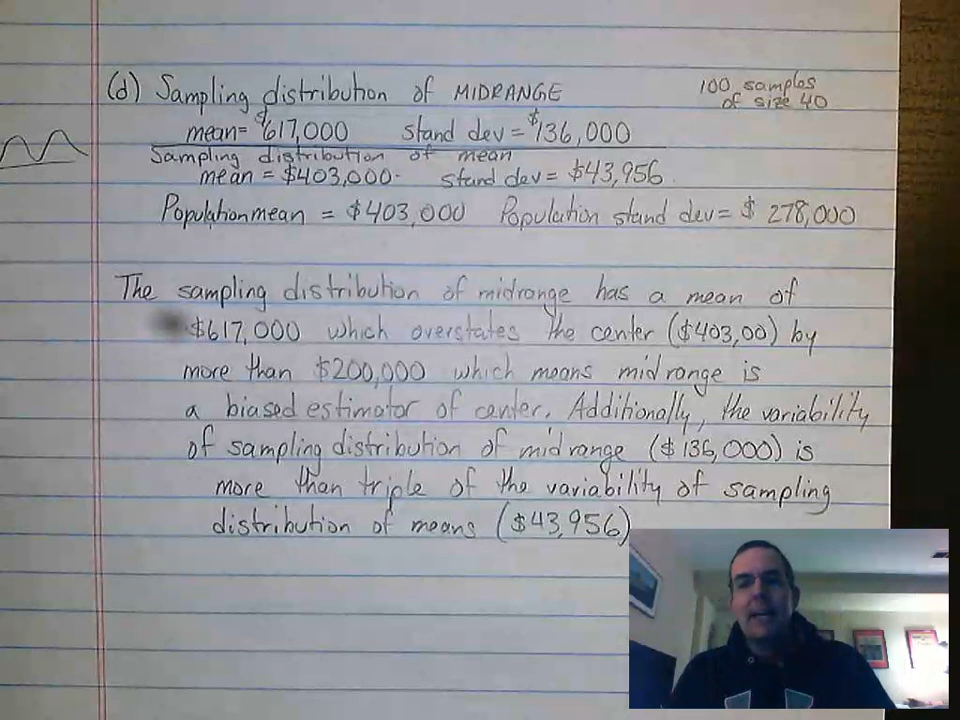 (d) Sampling distribution of MIDRANGE
100 samples
of size 40
mean= $617,000 stand dev = $136,000
Sampling distribution of mean
mean = $403,000 stand dev = $43,956
Population mean = $403,000 Population stand dev = $278,000
The sampling distribution of midrange has a mean of
$617,000 which overstates the center ($403,00) by
more than $200,000 which means midrange is
a biased estimator of center. Additionally, the variability
of sampling distribution of midrange ($136,000) is
more than triple of the variability of sampling
distribution of means ($43,956)